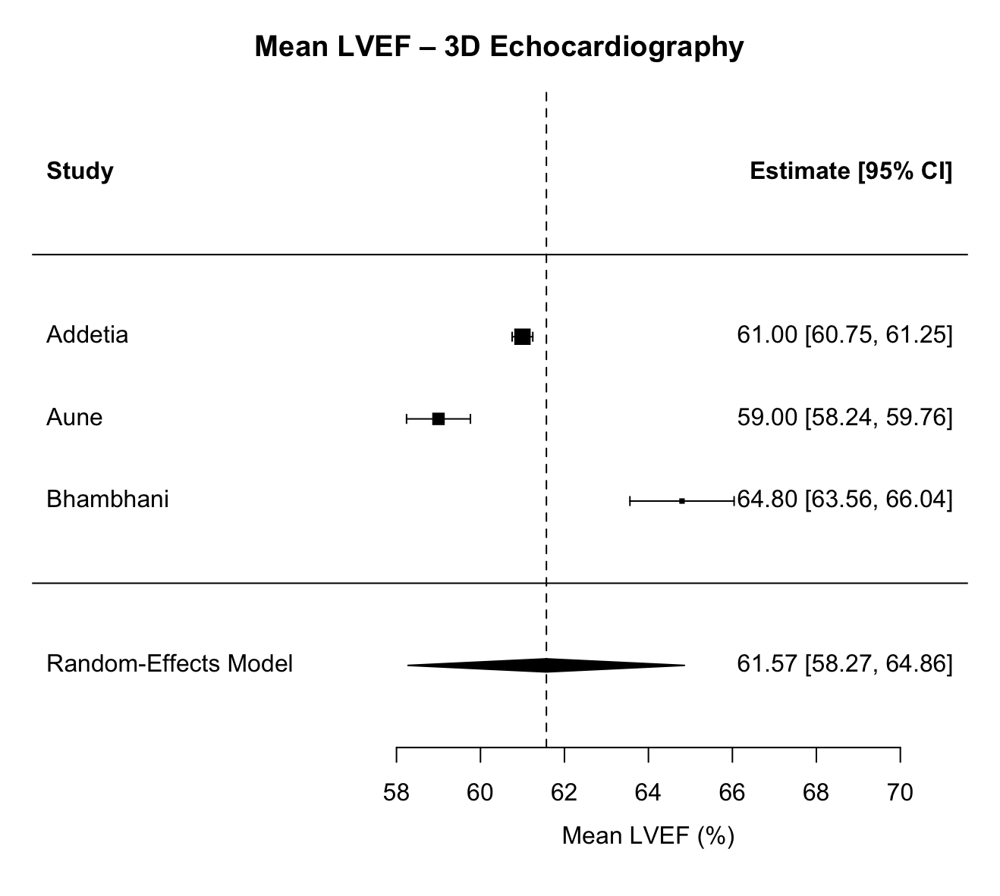 Mean LVEF – 3D Echocardiography
Study Estimate [95% CI]
Addetia 61.00 [60.75, 61.25]
Aune 59.00 [58.24, 59.76]
Bhambhani 64.80 [63.56, 66.04]
Random-Effects Model 61.57 [58.27, 64.86]
58 60 62 64 66 68 70
Mean LVEF (%)